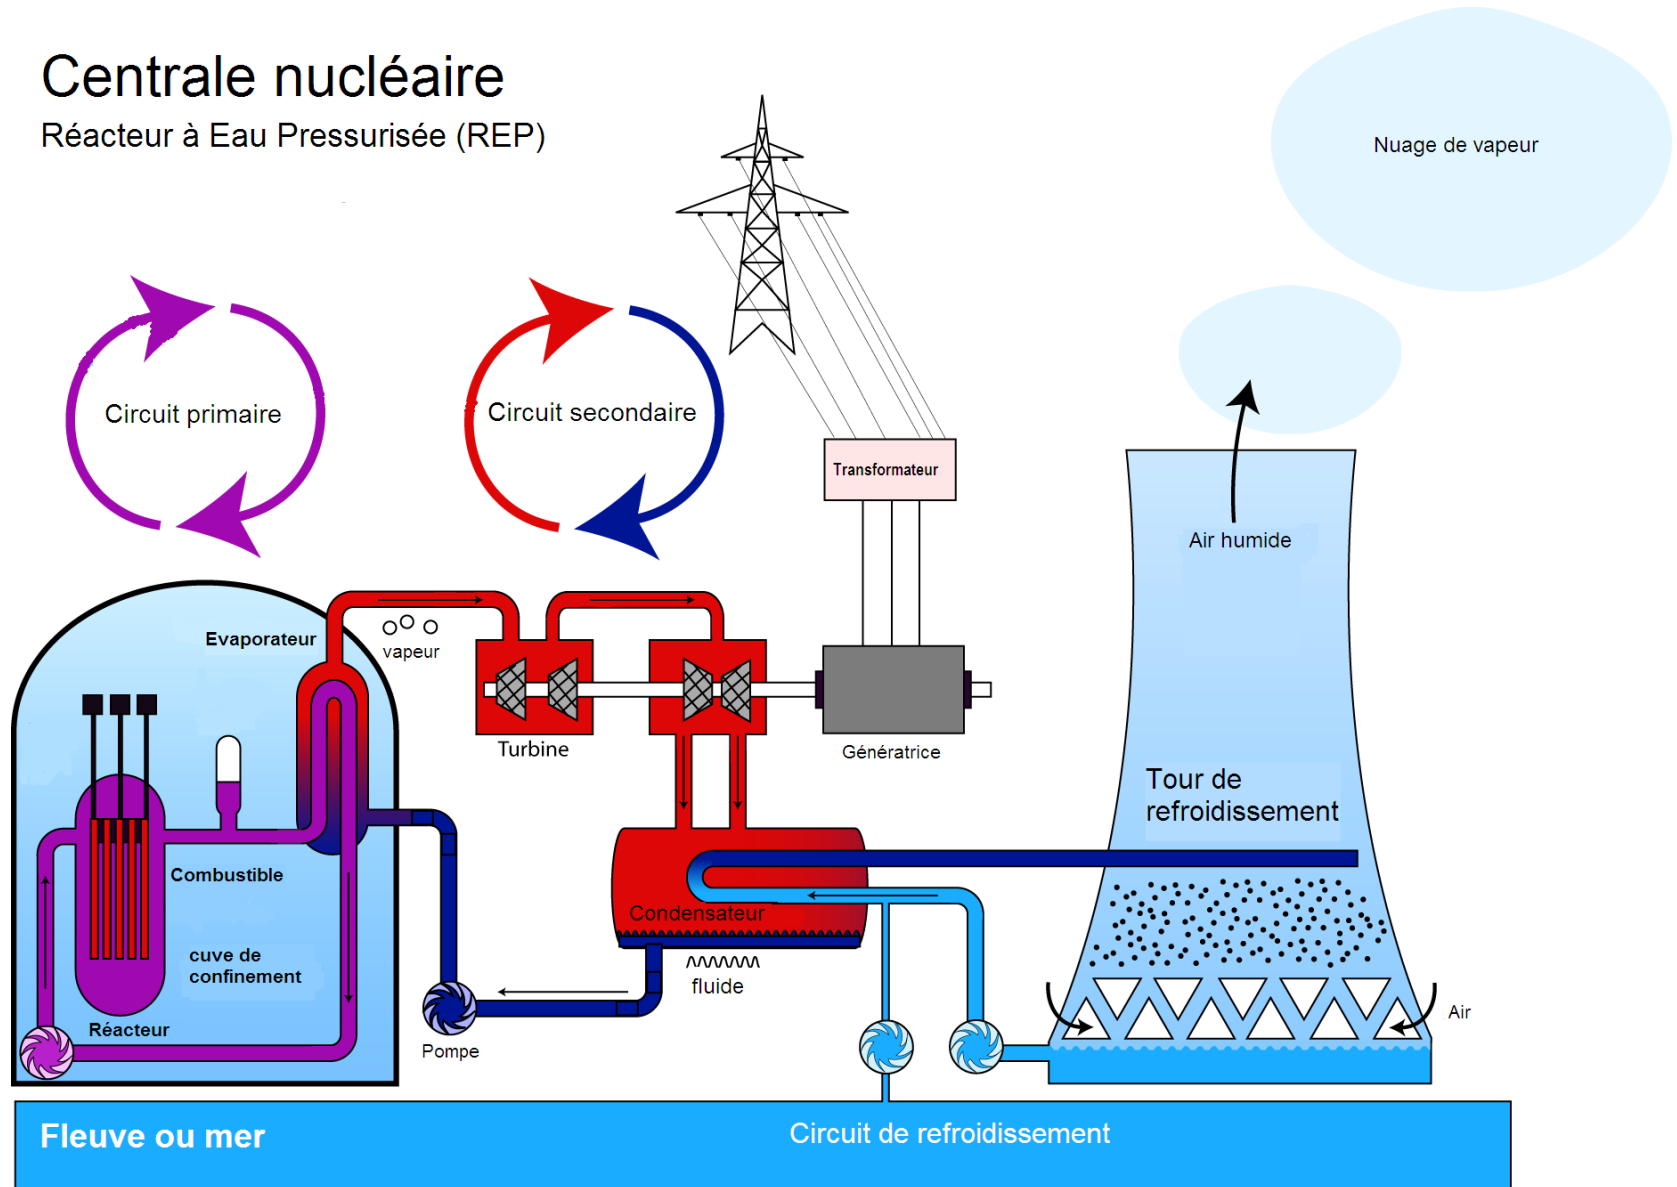 Centrale nucléaire
Réacteur à Eau Pressurisée (REP)
Nuage de vapeur
Circuit primaire
Circuit secondaire
Transformateur
Air humide
Evaporateur
vapeur
Turbine
Génératrice
Tour de
refroidissement
Combustible
Condensateur
cuve de
confinement
fluide
Réacteur
Pompe
Air
Fleuve ou mer
Circuit de refroidissement